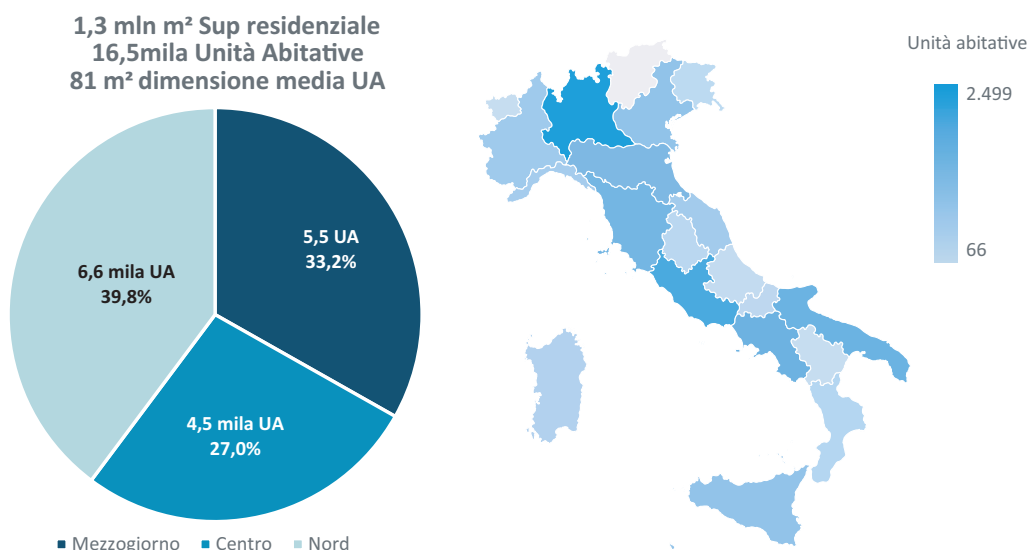 1,3 mln m² Sup residenziale
16,5mila Unità Abitative
81 m² dimensione media UA
5,5 UA
33,2%
6,6 mila UA
39,8%
4,5 mila UA
27,0%
Mezzogiorno Centro Nord
Unità abitative
2.499
66